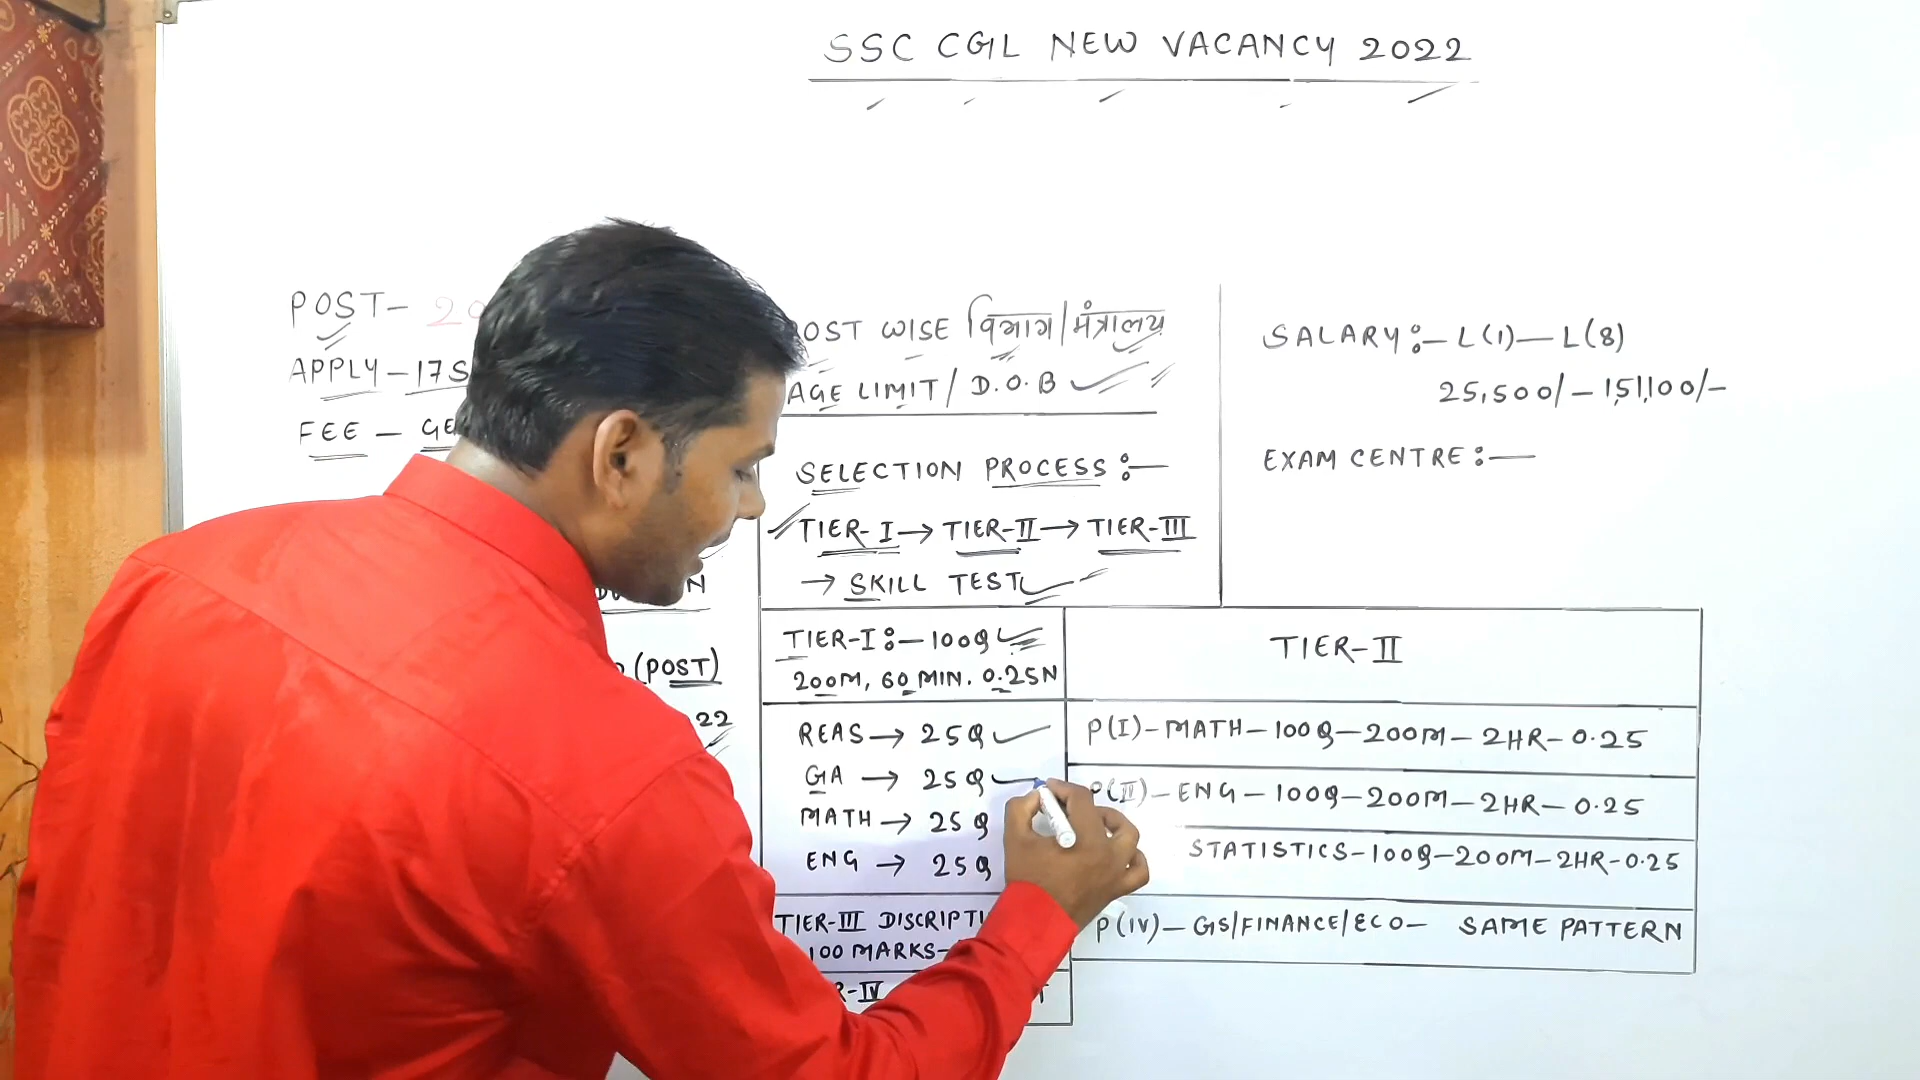 SSC CGL NEW VACANCY 2022
POST- 20
APPLY-17S
FEE - GE
(POST)
22
POST WISE विभाग/मंत्रालय
AGE LIMIT/D.O.B
SELECTION PROCESS:-
TIER-I→TIER-II→TIER-III
→ SKILL TEST
TIER-I:-100Q
200M, 60 MIN. 0.25N
REAS→ 25Q
GA → 25Q
MATH→ 25Q
ENG → 25Q
TIER-III DISCRIPTI
100 MARKS-
R-IV
SALARY:-L(1)-L(8)
25,500/-1,51,100/-
EXAM CENTRE:-
TIER-II
P(I)-MATH-100Q-200M-2HR-0.25
P(II)-ENG-100Q-200M-2HR-0.25
STATISTICS-100Q-200M-2HR-0.25
P(IV)-GS/FINANCE/ECO- SAME PATTERN